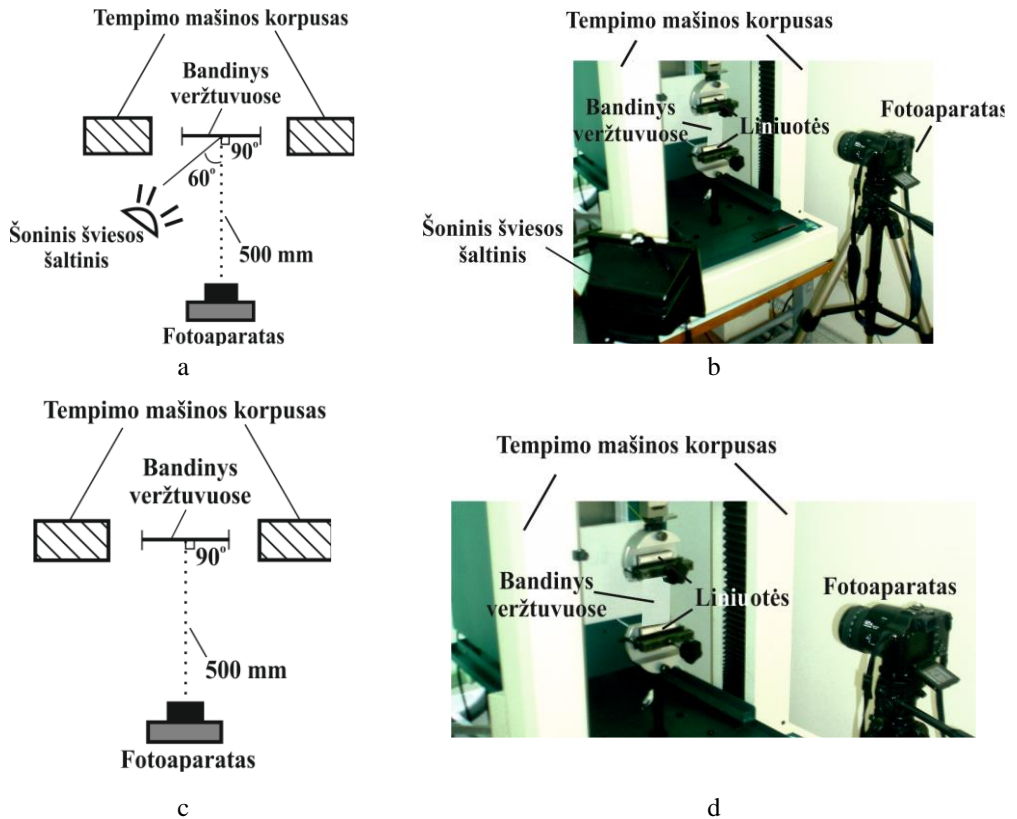 Tempimo mašinos korpusas
Bandinys
veržtuvuose
90°
60°
Šoninis šviesos
šaltinis
500 mm
Fotoaparatas
a
Tempimo mašinos korpusas
Bandinys
veržtuvuose
Liniuotės
Fotoaparatas
Šoninis šviesos
šaltinis
b
Tempimo mašinos korpusas
Bandinys
veržtuvuose
90°
500 mm
Fotoaparatas
c
Tempimo mašinos korpusas
Bandinys
veržtuvuose
Liniuotės
Fotoaparatas
d